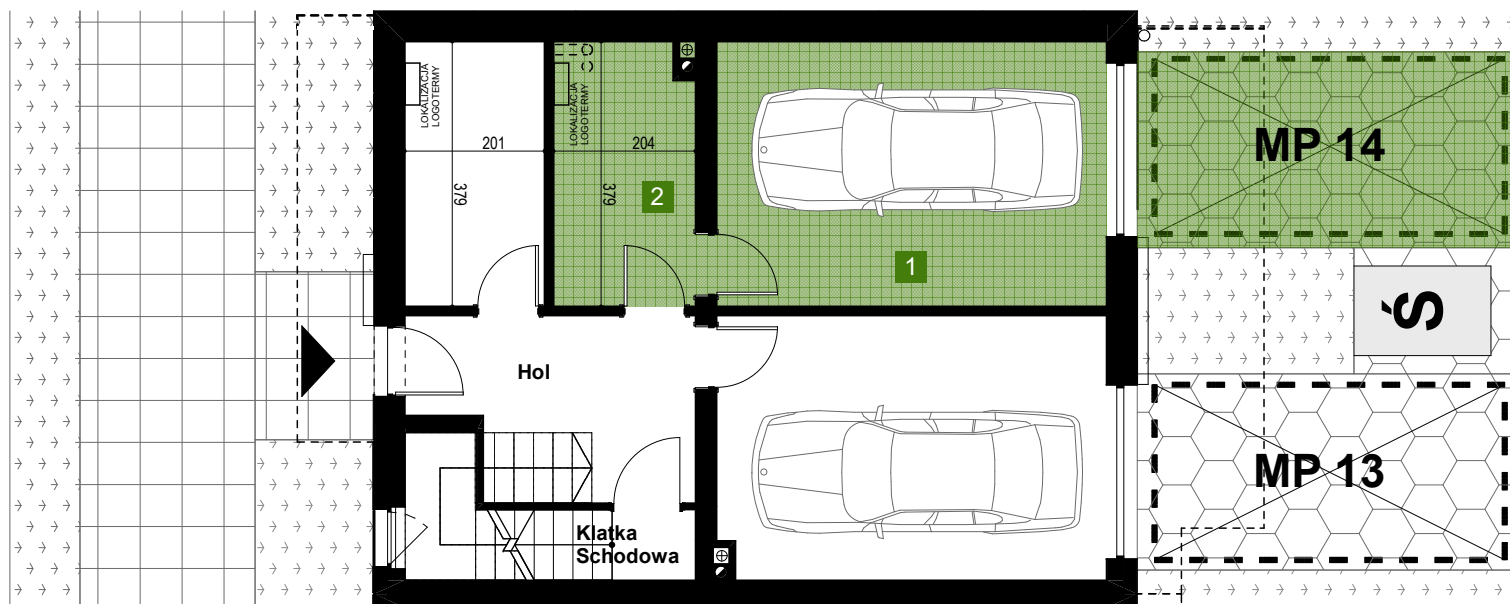 LOKALIZACJA
LOGOTERMY
LOKALIZACJA
LOGOTERMY
201
204
379
379
2
1
MP 14
Ś
Hol
MP 13
Klatka
Schodowa